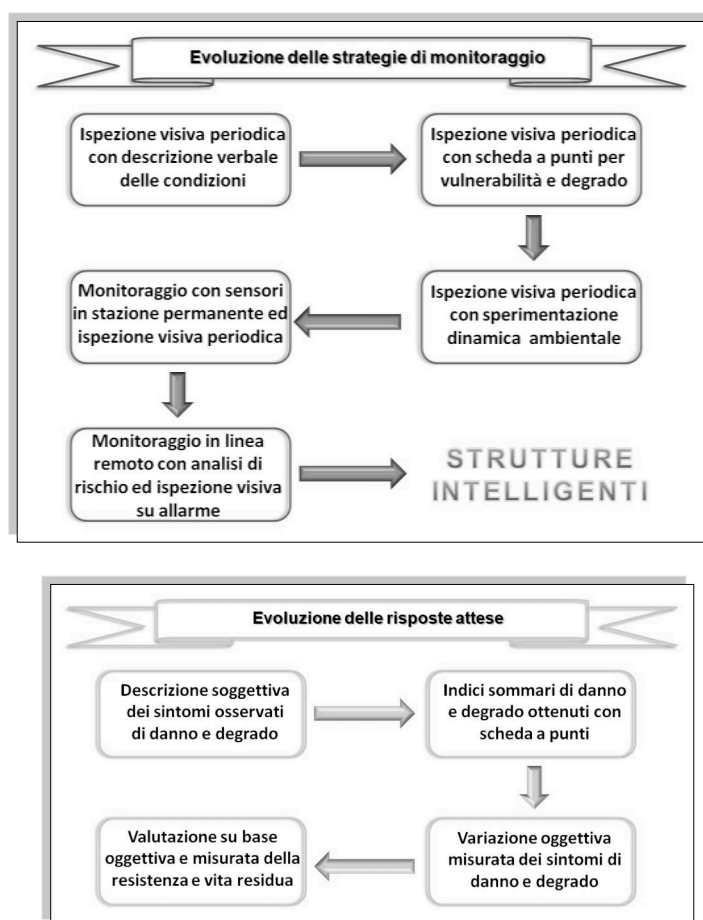 Evoluzione delle strategie di monitoraggio
Ispezione visiva periodica
con descrizione verbale
delle condizioni
Ispezione visiva periodica
con scheda a punti per
vulnerabilità e degrado
Ispezione visiva periodica
con sperimentazione
dinamica ambientale
Monitoraggio con sensori
in stazione permanente ed
ispezione visiva periodica
Monitoraggio in linea
remoto con analisi di
rischio ed ispezione visiva
su allarme
STRUTTURE
INTELLIGENTI
Evoluzione delle risposte attese
Descrizione soggettiva
dei sintomi osservati
di danno e degrado
Indici sommari di danno
e degrado ottenuti con
scheda a punti
Variazione oggettiva
misurata dei sintomi di
danno e degrado
Valutazione su base
oggettiva e misurata della
resistenza e vita residua